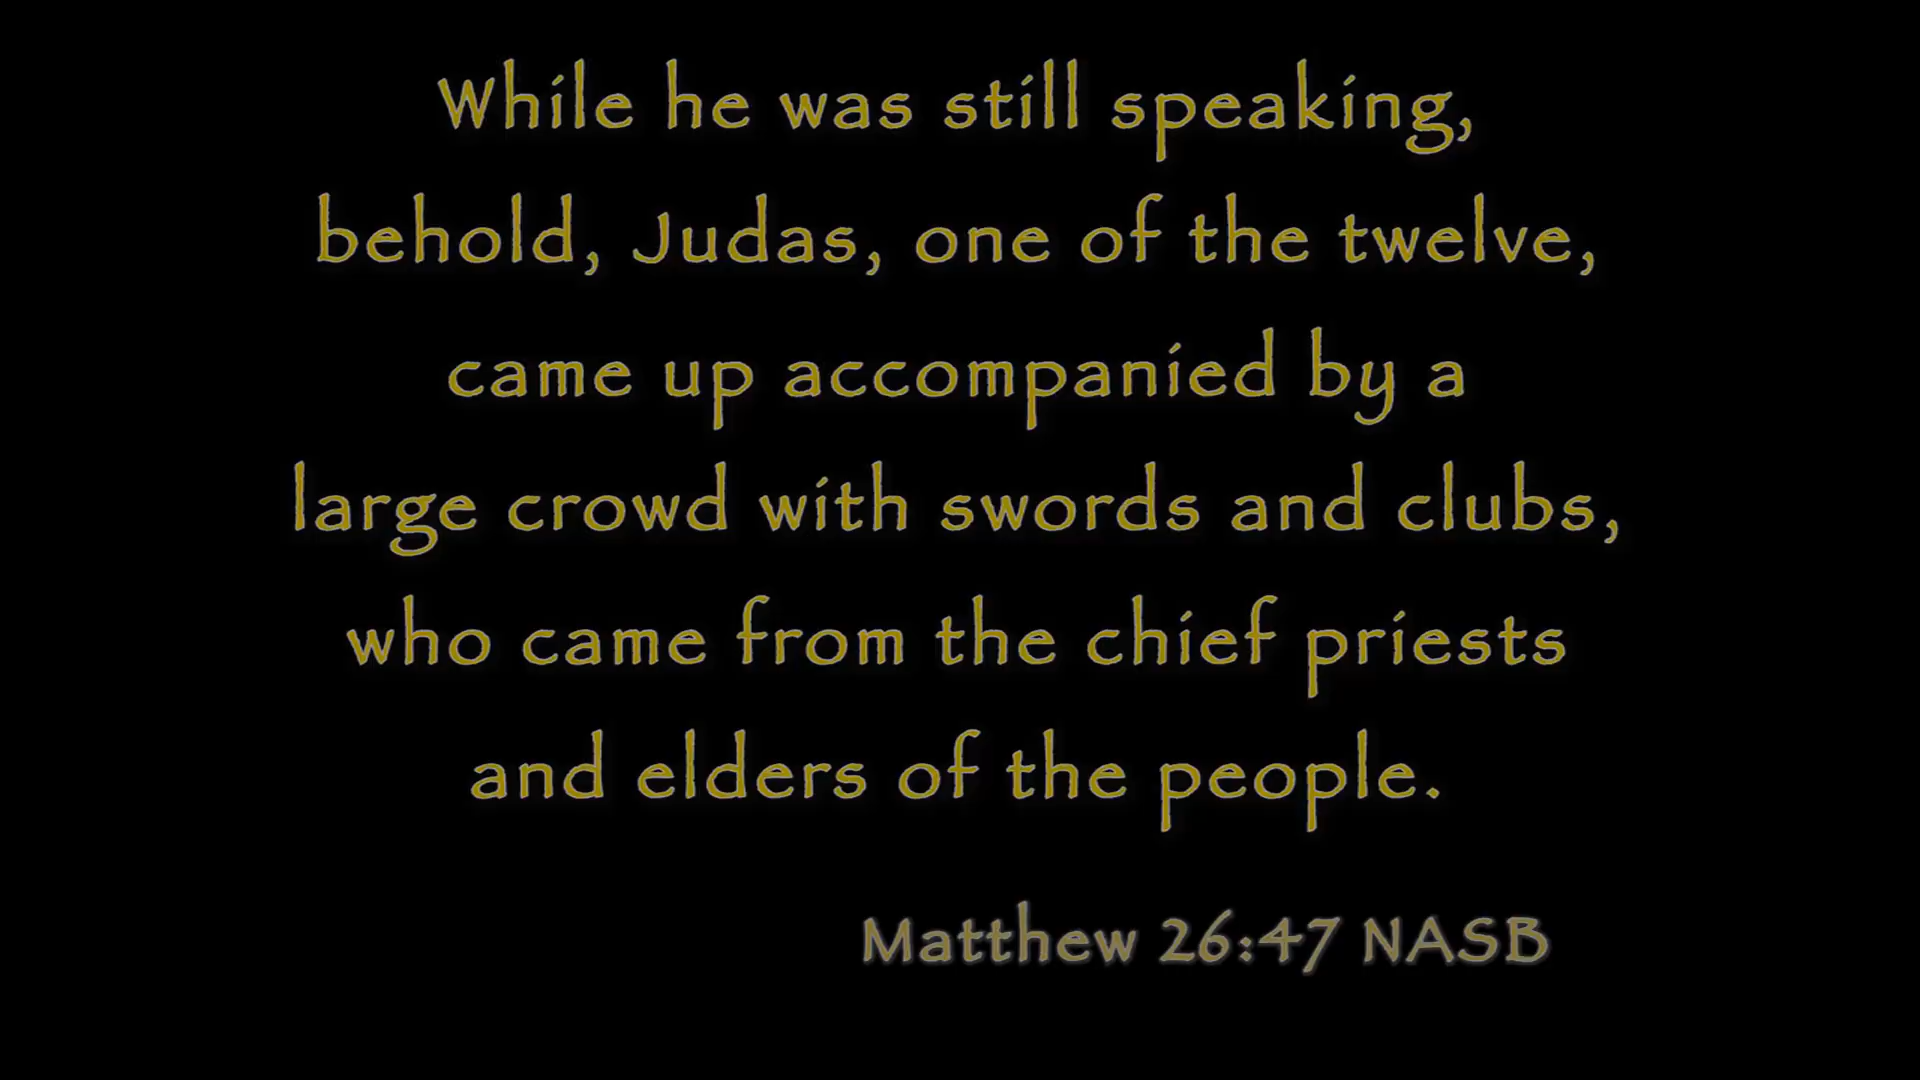 While he was still speaking,
behold, Judas, one of the twelve,
came up accompanied by a
large crowd with swords and clubs,
who came from the chief priests
and elders of the people.
Matthew 26:47 NASB